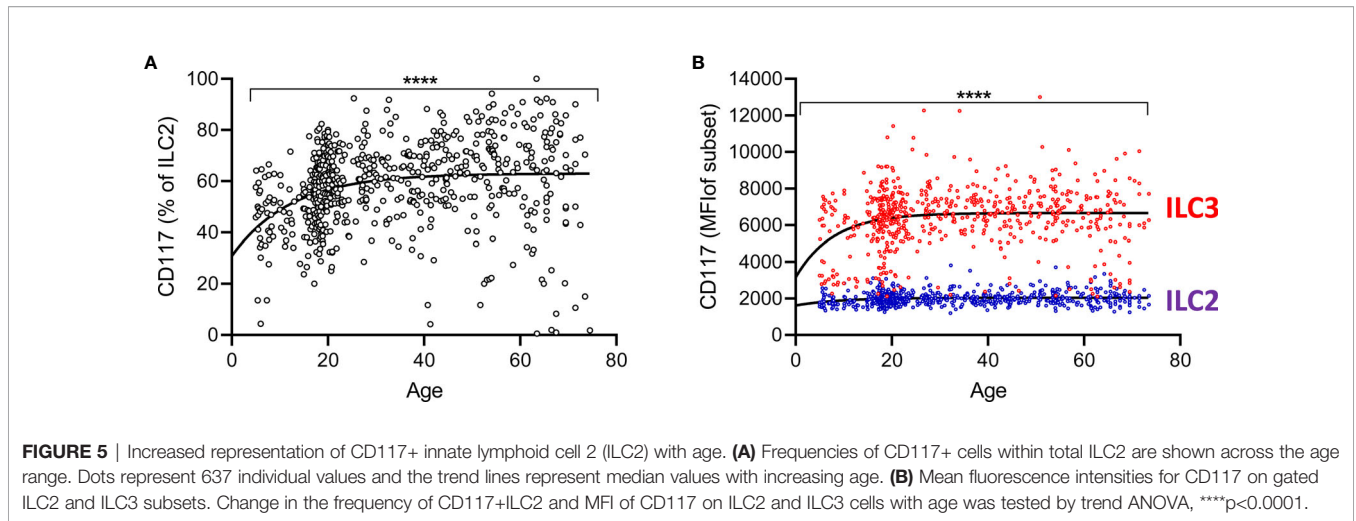 A
CD117 (% of ILC2)
100
80
60
40
20
0
****
0 20 40 60 80
Age
B
CD117 (MFIof subset)
14000
12000
10000
8000
6000
4000
2000
0
****
ILC3
ILC2
0 20 40 60 80
Age
FIGURE 5 | Increased representation of CD117+ innate lymphoid cell 2 (ILC2) with age. (A) Frequencies of CD117+ cells within total ILC2 are shown across the age
range. Dots represent 637 individual values and the trend lines represent median values with increasing age. (B) Mean fluorescence intensities for CD117 on gated
ILC2 and ILC3 subsets. Change in the frequency of CD117+ILC2 and MFI of CD117 on ILC2 and ILC3 cells with age was tested by trend ANOVA, ****p<0.0001.